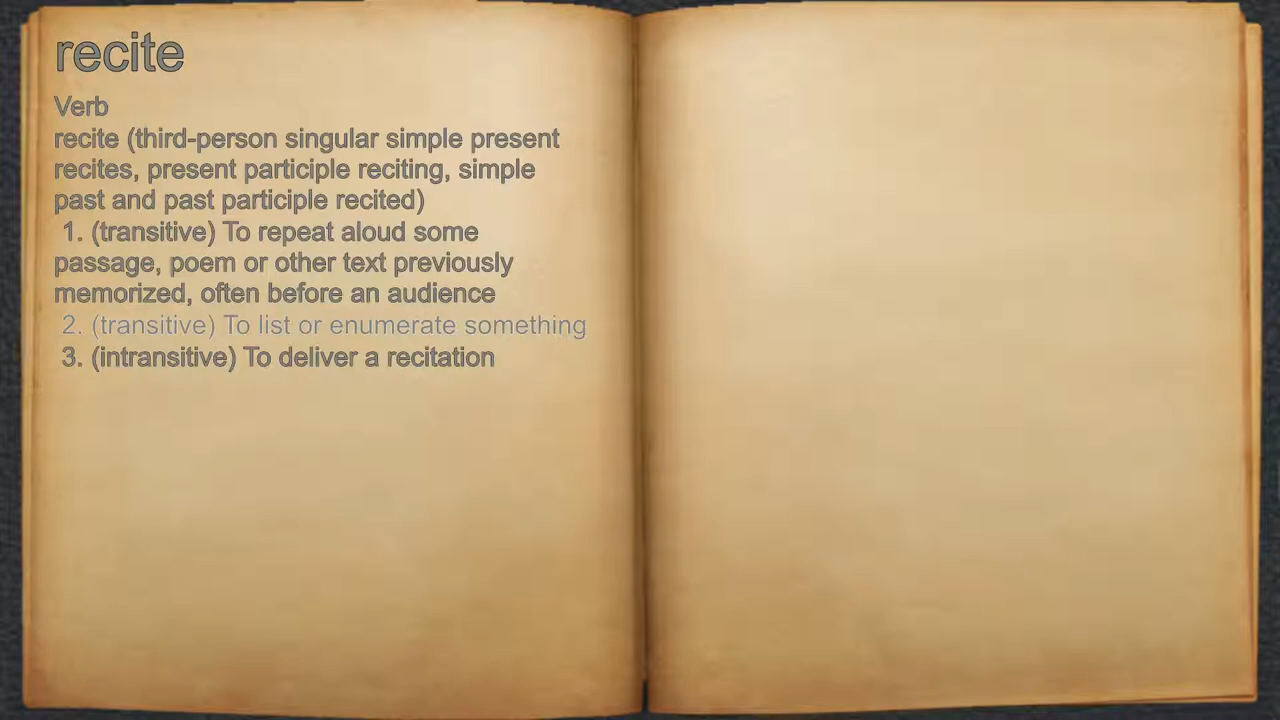 recite
Verb
recite (third-person singular simple present
recites, present participle reciting, simple
past and past participle recited)
1. (transitive) To repeat aloud some
passage, poem or other text previously
memorized, often before an audience
2. (transitive) To list or enumerate something
3. (intransitive) To deliver a recitation